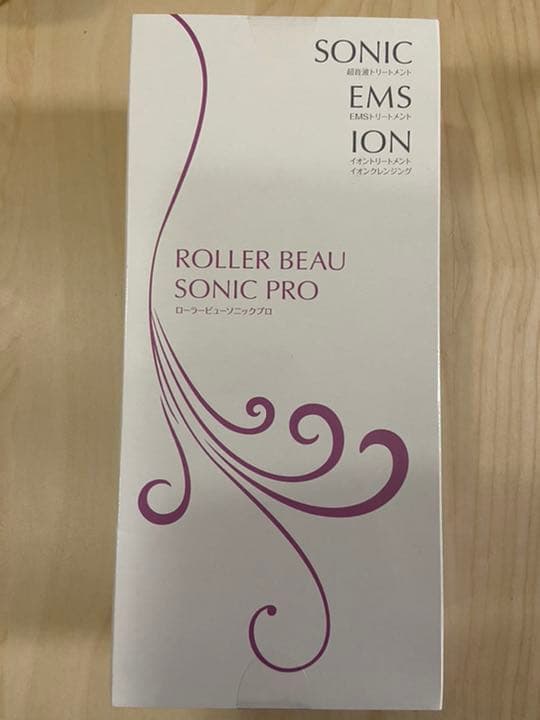 SONIC
超音波トリートメント
EMS
EMSトリートメント
ION
イオントリートメント
イオンクレンジング
ROLLER BEAU
SONIC PRO
ローラービューソニックプロ